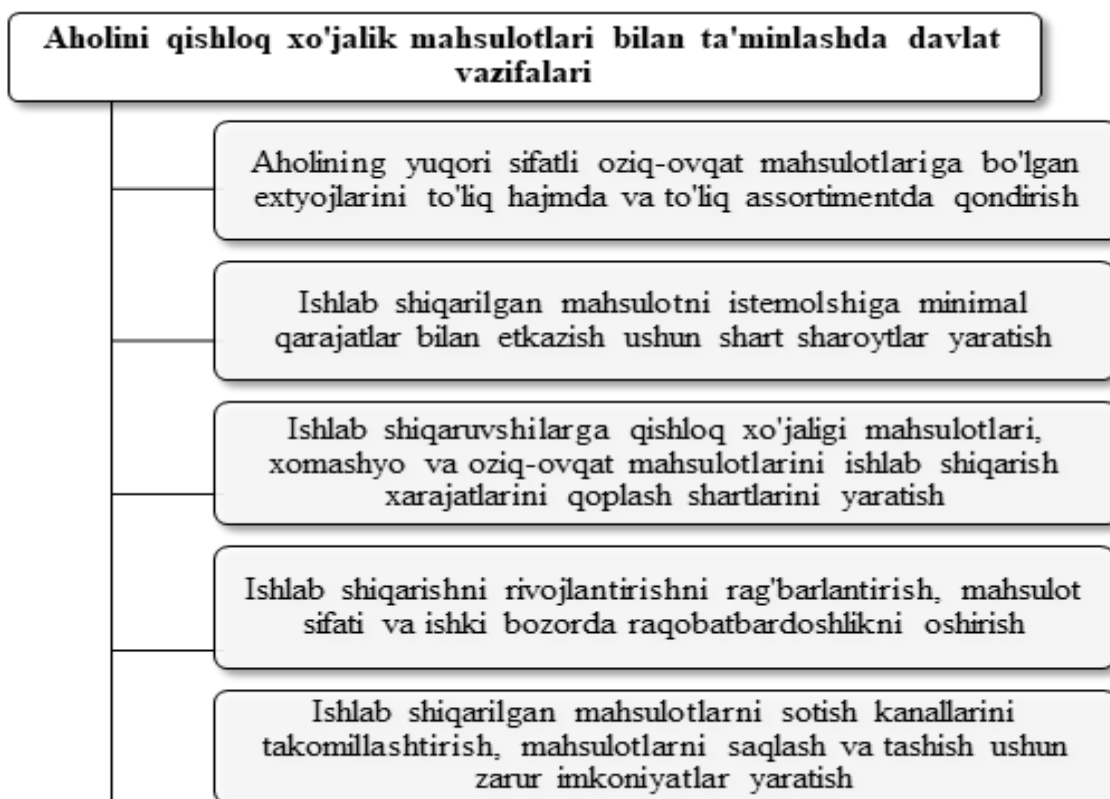 Aholini qishloq xo'jalik mahsulotlari bilan ta'minlashda davlat
vazifalari
Aholining yuqori sifatli oziq-ovqat mahsulotlariga bo'lgan
extyojlarini to'liq hajmda va to'liq assortimentda qondirish
Ishlab shiqarilgan mahsulotni istemolshiga minimal
qarajatlar bilan etkazish ushun shart sharoytlar yaratish
Ishlab shiqaruvshilarga qishloq xo'jaligi mahsulotlari,
xomashyo va oziq-ovqat mahsulotlarini ishlab shiqarish
xarajatlarini qoplash shartlarini yaratish
Ishlab shiqarishni rivojlantirishni rag'barlantirish, mahsulot
sifati va ishki bozorda raqobatbardoshlikni oshirish
Ishlab shiqarilgan mahsulotlarni sotish kanallarini
takomillashtirish, mahsulotlarni saqlash va tashish ushun
zarur imkoniyatlar yaratish